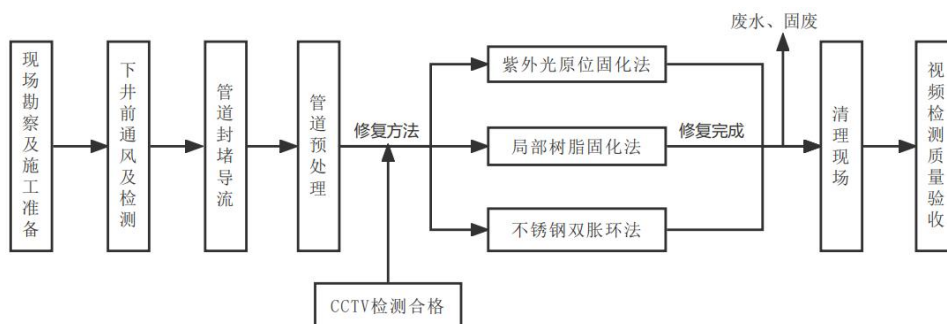 现场勘察及施工准备
下井前通风及检测
管道封堵导流
管道预处理
修复方法
CCTV检测合格
紫外光原位固化法
局部树脂固化法
不锈钢双胀环法
修复完成
废水、固废
清理现场
视频检测质量验收